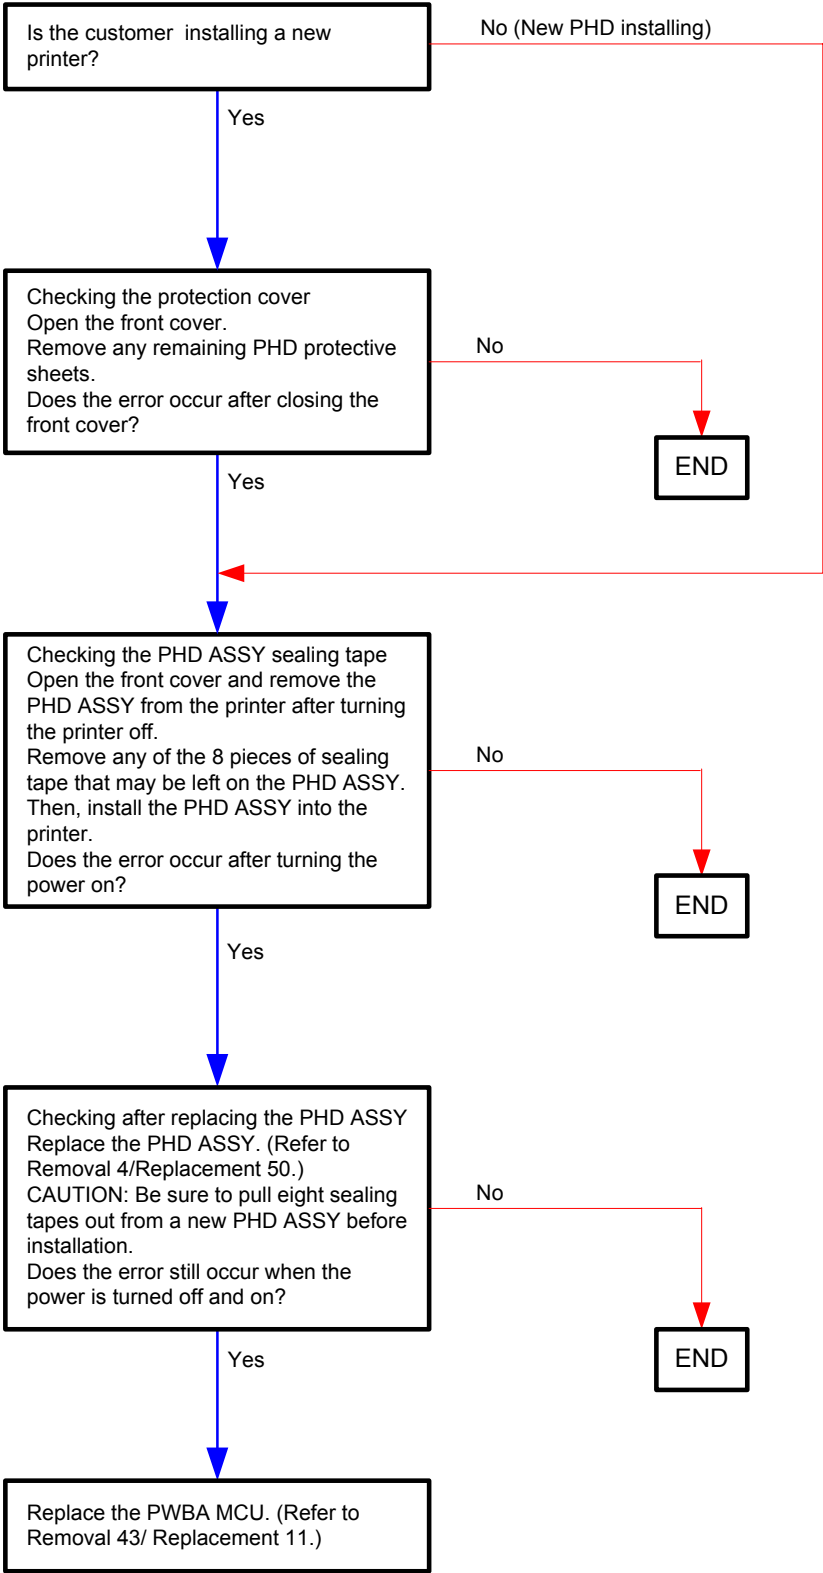 Is the customer  installing a new
printer?
No (New PHD installing)
Yes
Checking the protection cover
Open the front cover.
Remove any remaining PHD protective
sheets.
Does the error occur after closing the
front cover?
No
END
Yes
Checking the PHD ASSY sealing tape
Open the front cover and remove the
PHD ASSY from the printer after turning
the printer off.
Remove any of the 8 pieces of sealing
tape that may be left on the PHD ASSY.
Then, install the PHD ASSY into the
printer.
Does the error occur after turning the
power on?
No
END
Yes
Checking after replacing the PHD ASSY
Replace the PHD ASSY. (Refer to
Removal 4/Replacement 50.)
CAUTION: Be sure to pull eight sealing
tapes out from a new PHD ASSY before
installation.
Does the error still occur when the
power is turned off and on?
No
END
Yes
Replace the PWBA MCU. (Refer to
Removal 43/ Replacement 11.)